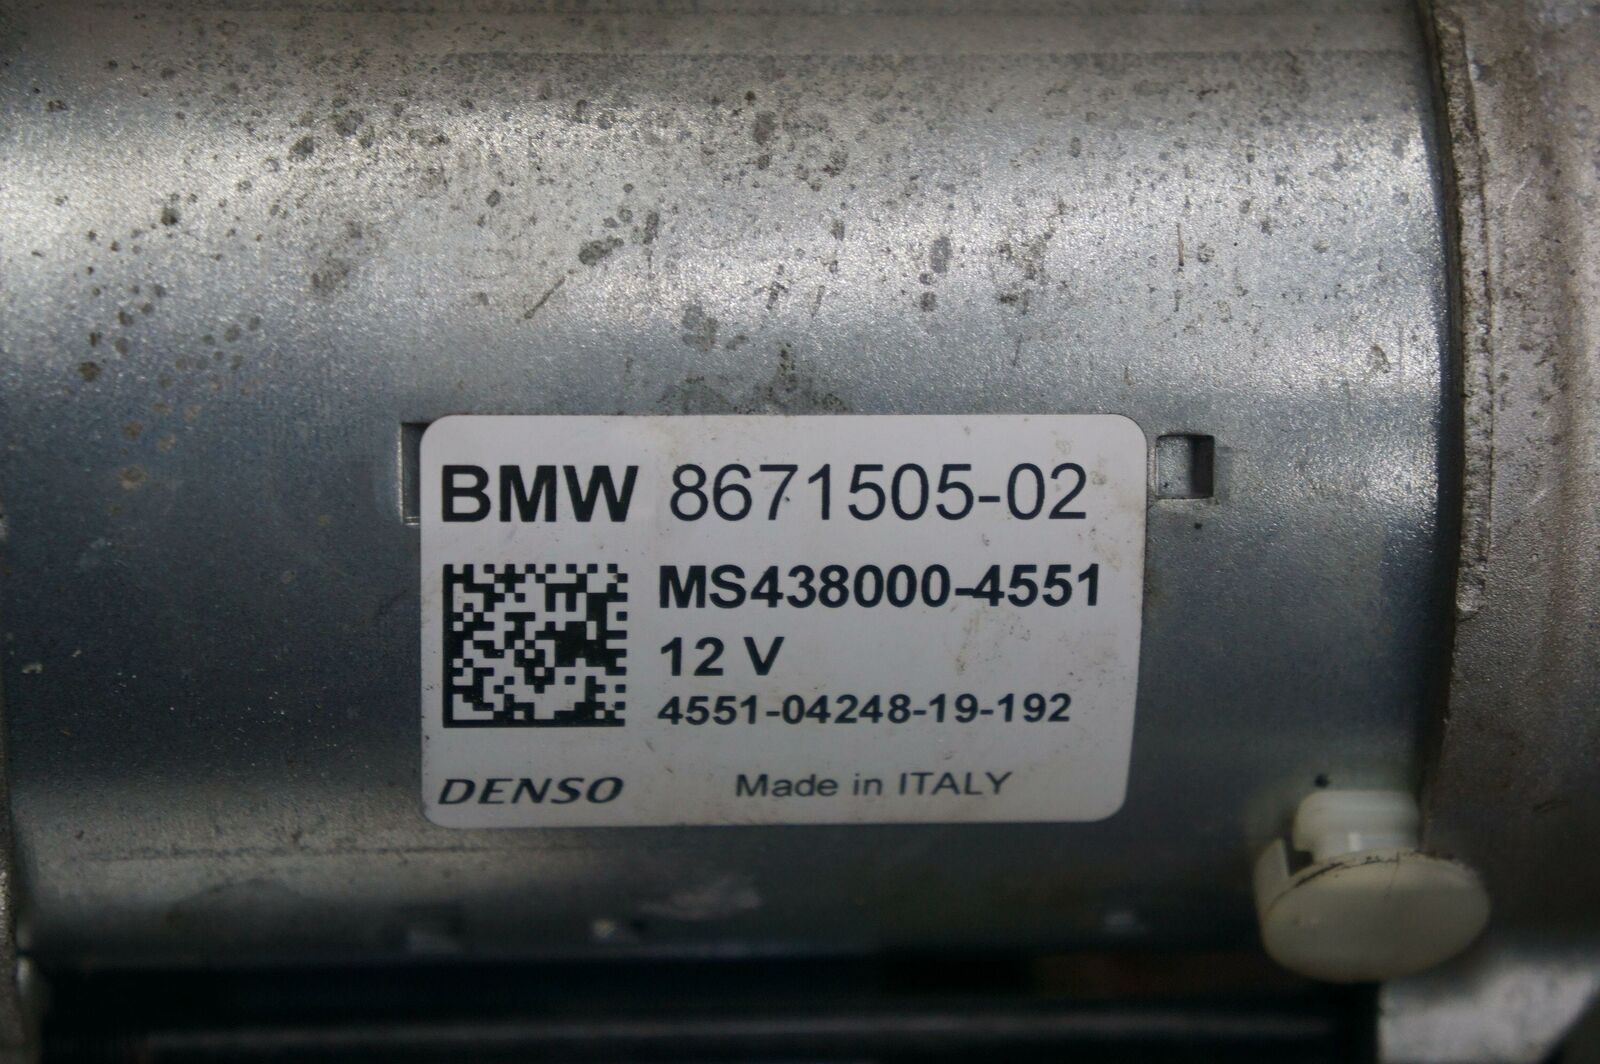 BMW 8671505-02
MS438000-4551
12 V
4551-04248-19-192
DENSO Made in ITALY